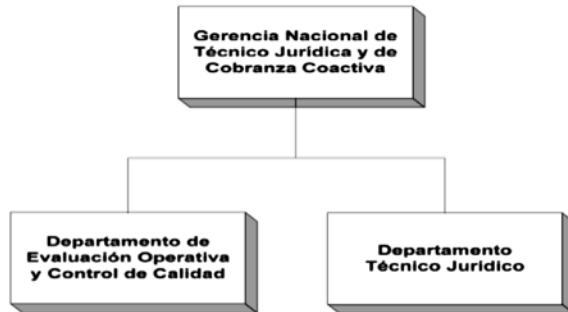 Gerencia Nacional de
Técnico Jurídica y de
Cobranza Coactiva
Departamento de
Evaluación Operativa
y Control de Calidad
Departamento
Técnico Juridico